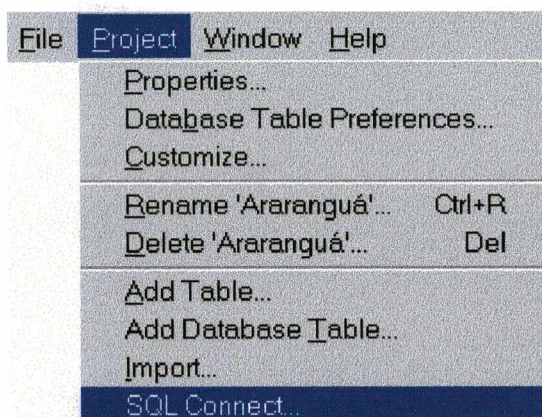 File Project Window Help
Properties...
Database Table Preferences...
Customize...
Rename 'Araranguá'... Ctrl+R
Delete 'Araranguá'... Del
Add Table...
Add Database Table...
Import...
SQL Connect...